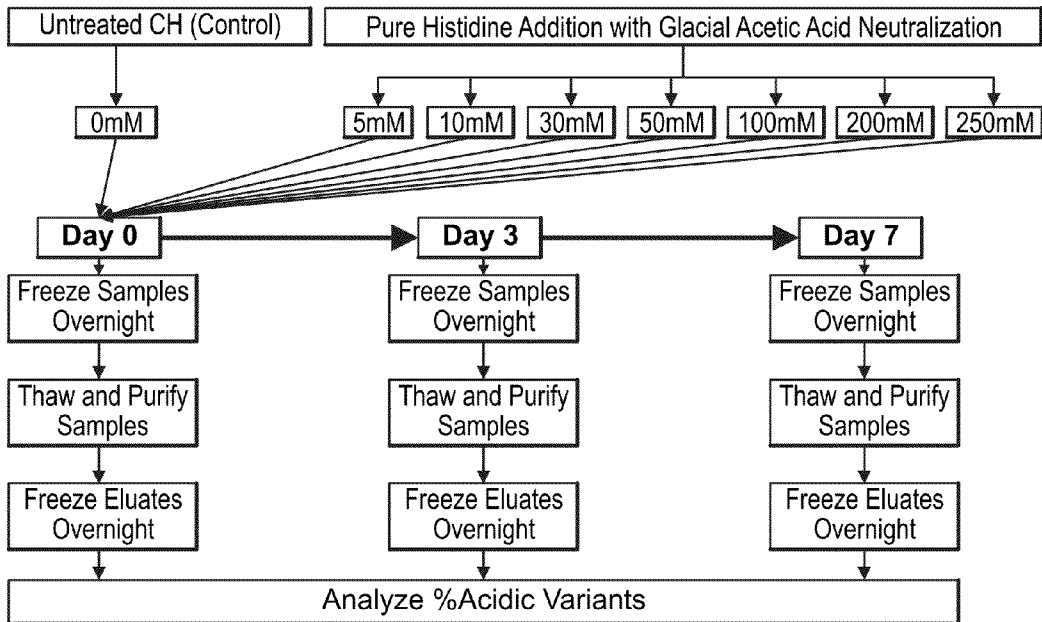 Untreated CH (Control)
Pure Histidine Addition with Glacial Acetic Acid Neutralization
0mM
5mM
10mM
30mM
50mM
100mM
200mM
250mM
Day 0
Day 3
Day 7
Freeze Samples
Overnight
Freeze Samples
Overnight
Freeze Samples
Overnight
Thaw and Purify
Samples
Thaw and Purify
Samples
Thaw and Purify
Samples
Freeze Eluates
Overnight
Freeze Eluates
Overnight
Freeze Eluates
Overnight
Analyze %Acidic Variants